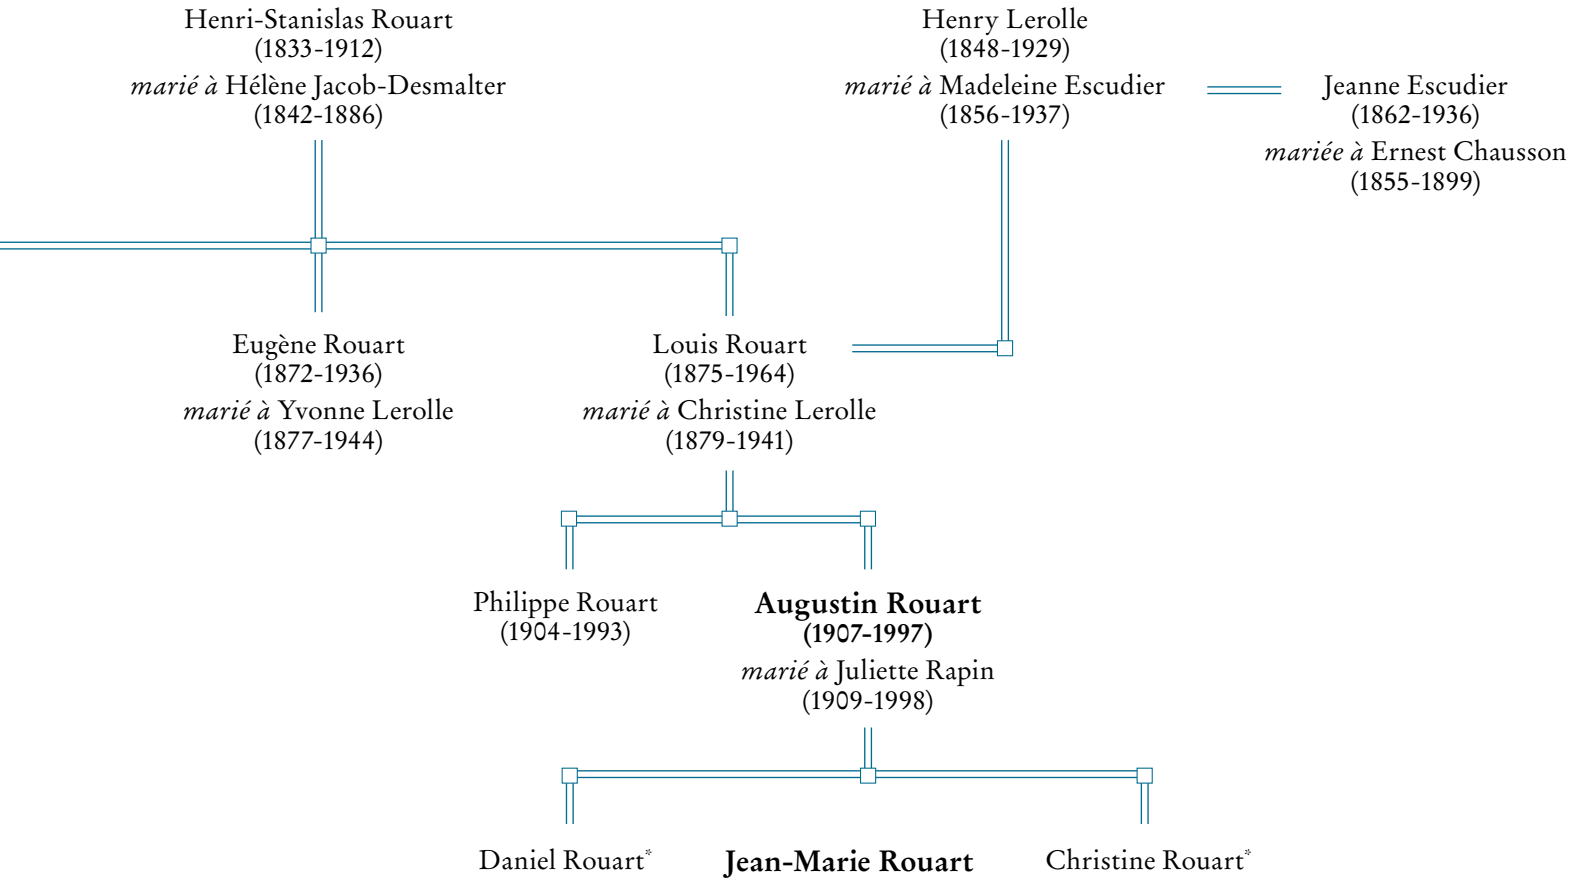 Henri-Stanislas Rouart
(1833-1912)
marié à Hélène Jacob-Desmalter
(1842-1886)
Henry Lerolle
(1848-1929)
marié à Madeleine Escudier
(1856-1937)
Jeanne Escudier
(1862-1936)
mariée à Ernest Chausson
(1855-1899)
Eugène Rouart
(1872-1936)
marié à Yvonne Lerolle
(1877-1944)
Louis Rouart
(1875-1964)
marié à Christine Lerolle
(1879-1941)
Philippe Rouart
(1904-1993)
Augustin Rouart
(1907-1997)
marié à Juliette Rapin
(1909-1998)
Daniel Rouart*
Jean-Marie Rouart
Christine Rouart*